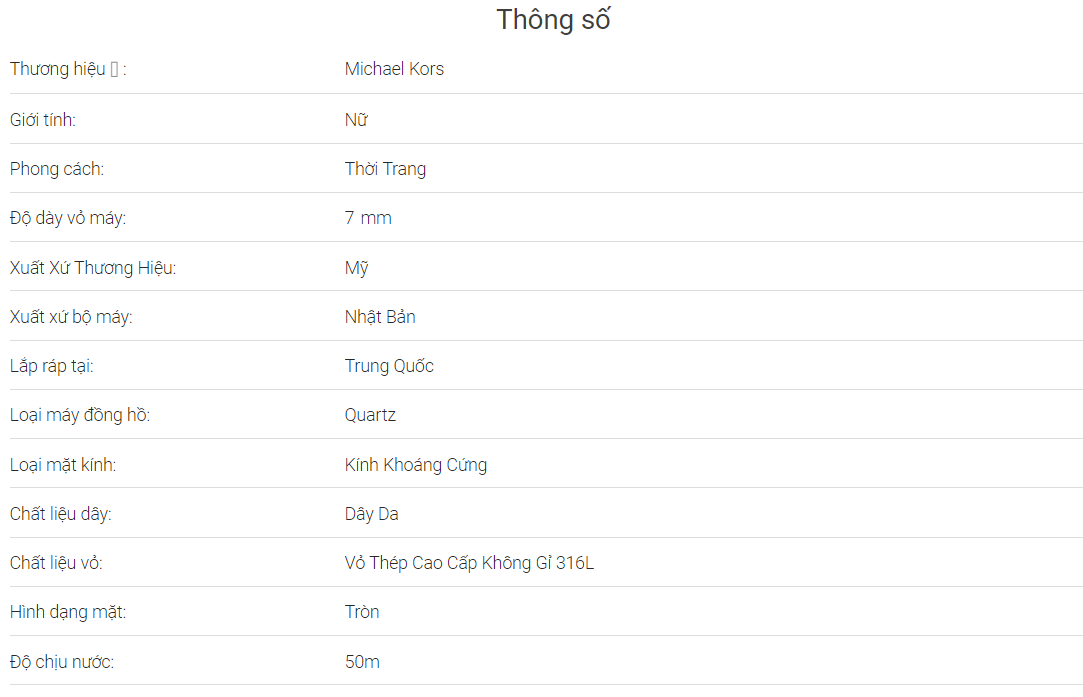 Thông số
Thương hiệu ▯ : Michael Kors
Giới tính: Nữ
Phong cách: Thời Trang
Độ dày vỏ máy: 7 mm
Xuất Xứ Thương Hiệu: Mỹ
Xuất xứ bộ máy: Nhật Bản
Lắp ráp tại: Trung Quốc
Loại máy đồng hồ: Quartz
Loại mặt kính: Kính Khoáng Cứng
Chất liệu dây: Dây Da
Chất liệu vỏ: Vỏ Thép Cao Cấp Không Gỉ 316L
Hình dạng mặt: Tròn
Độ chịu nước: 50m